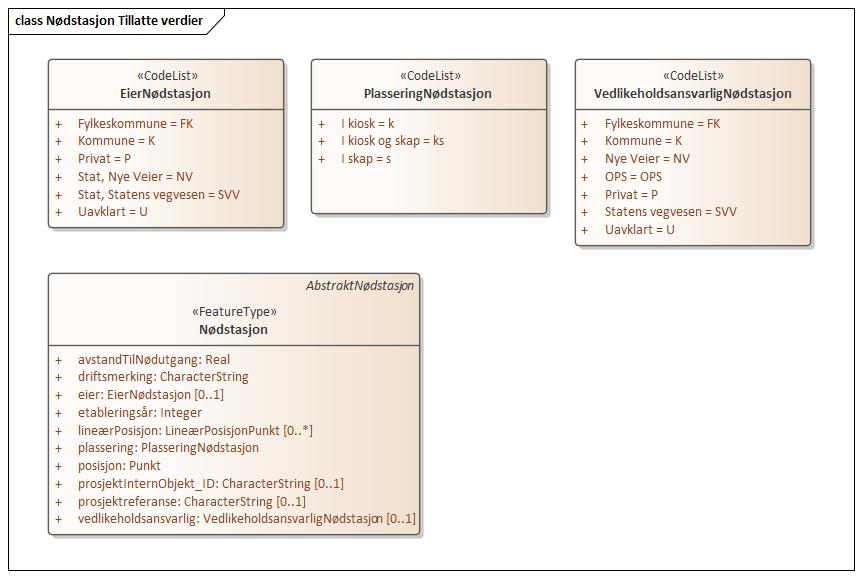 class Nødstasjon Tillatte verdier
«CodeList»
EierNødstasjon
+ Fylkeskommune = FK
+ Kommune = K
+ Privat = P
+ Stat, Nye Veier = NV
+ Stat, Statens vegvesen = SVV
+ Uavklart = U
«CodeList»
PlasseringNødstasjon
+ I kiosk = k
+ I kiosk og skap = ks
+ I skap = s
«CodeList»
VedlikeholdsansvarligNødstasjon
+ Fylkeskommune = FK
+ Kommune = K
+ Nye Veier = NV
+ OPS = OPS
+ Privat = P
+ Statens vegvesen = SVV
+ Uavklart = U
AbstraktNødstasjon
«FeatureType»
Nødstasjon
+ avstandTilNødutgang: Real
+ driftsmerking: CharacterString
+ eier: EierNødstasjon [0..1]
+ etableringsår: Integer
+ lineærPosisjon: LineærPosisjonPunkt [0..*]
+ plassering: PlasseringNødstasjon
+ posisjon: Punkt
+ prosjektInternObjekt_ID: CharacterString [0..1]
+ prosjektreferanse: CharacterString [0..1]
+ vedlikeholdsansvarlig: VedlikeholdsansvarligNødstasjon [0..1]